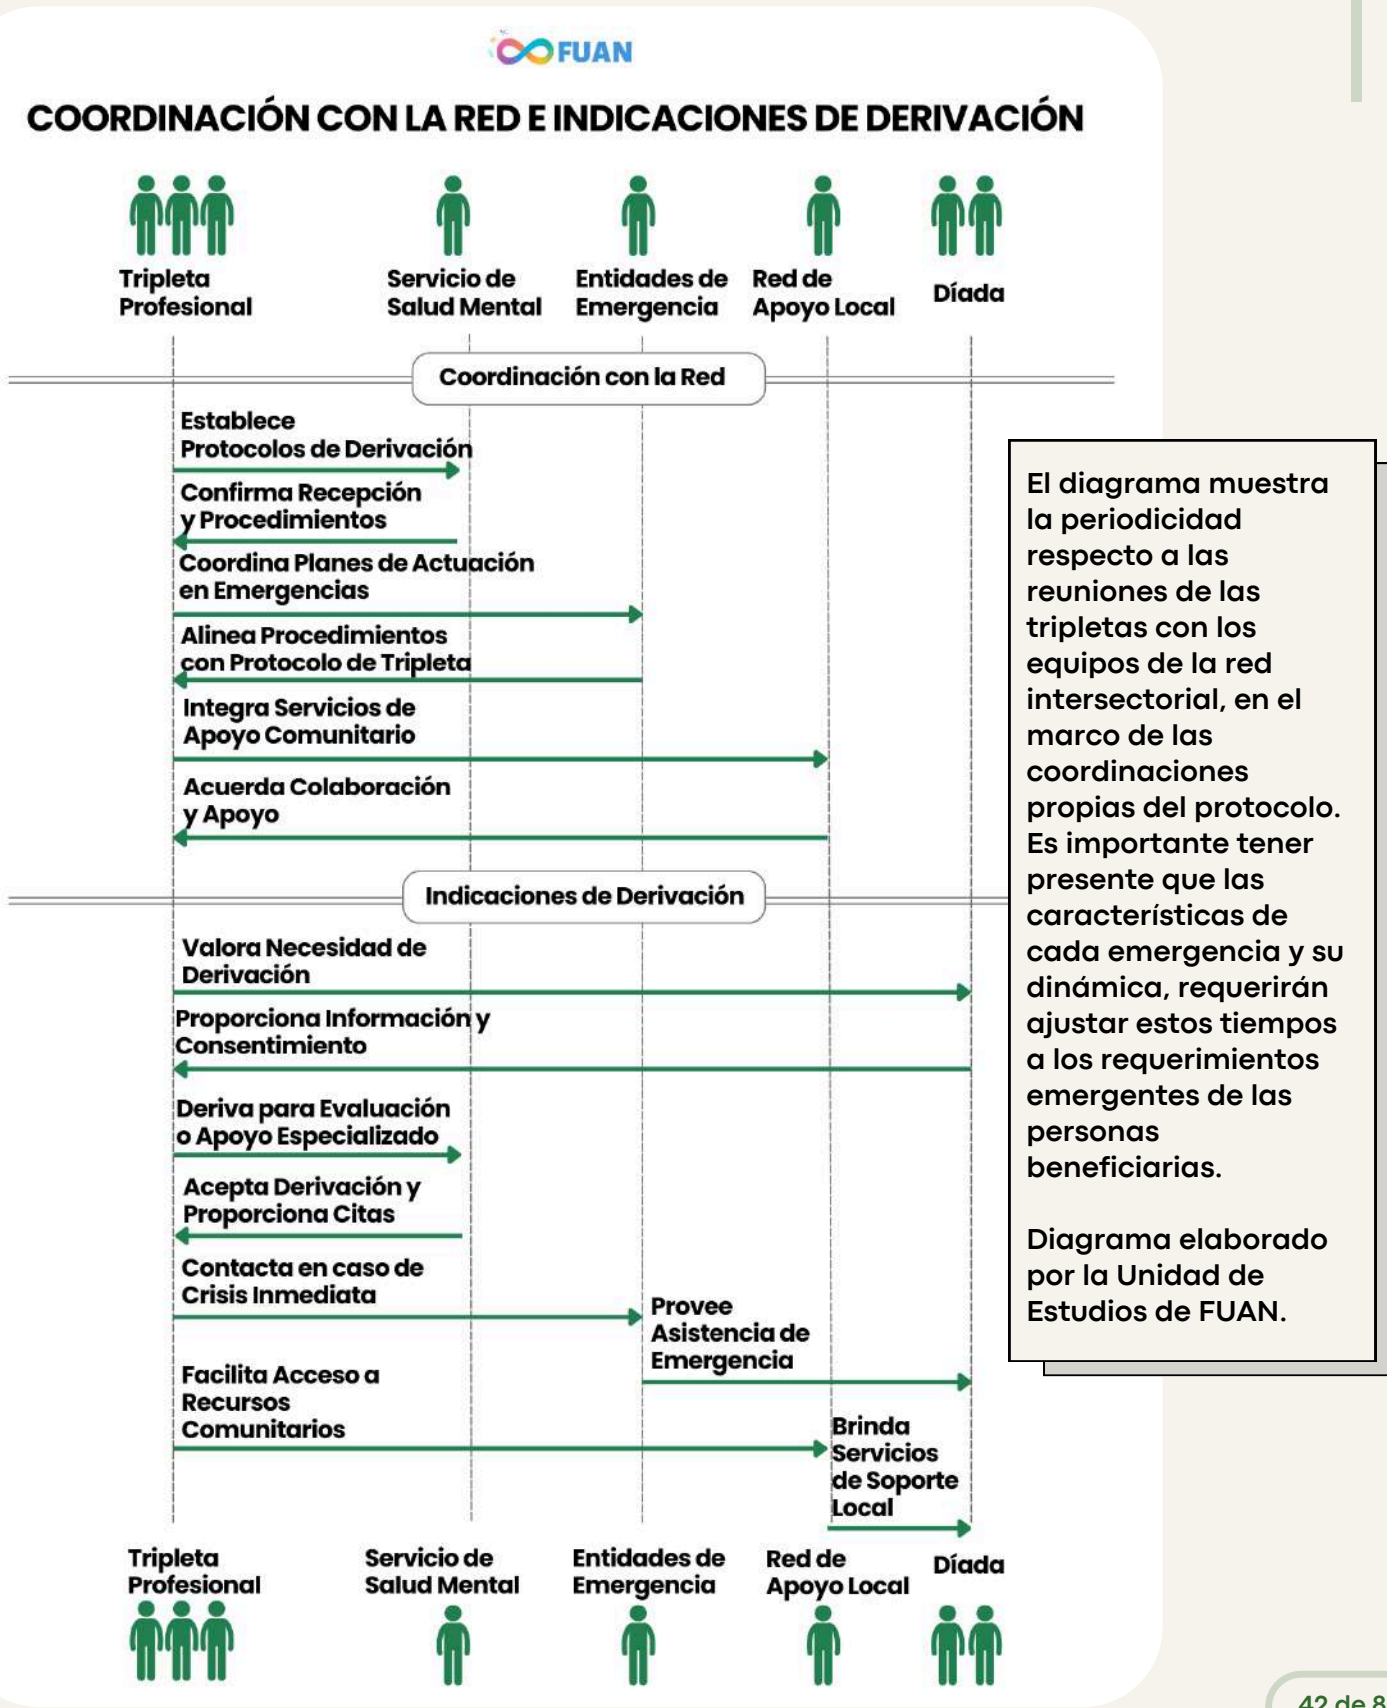 FUAN
COORDINACIÓN CON LA RED E INDICACIONES DE DERIVACIÓN
Tripleta
Profesional
Servicio de
Salud Mental
Entidades de
Emergencia
Red de
Apoyo Local
Díada
Coordinación con la Red
Establece
Protocolos de Derivación
Confirma Recepción
y Procedimientos
Coordina Planes de Actuación
en Emergencias
Alinea Procedimientos
con Protocolo de Tripleta
Integra Servicios de
Apoyo Comunitario
Acuerda Colaboración
y Apoyo
Indicaciones de Derivación
Valora Necesidad de
Derivación
Proporciona Información y
Consentimiento
Deriva para Evaluación
o Apoyo Especializado
Acepta Derivación y
Proporciona Citas
Contacta en caso de
Crisis Inmediata
Provee
Asistencia de
Emergencia
Facilita Acceso a
Recursos
Comunitarios
Brinda
Servicios
de Soporte
Local
Tripleta
Profesional
Servicio de
Salud Mental
Entidades de
Emergencia
Red de
Apoyo Local
Díada
El diagrama muestra
la periodicidad
respecto a las
reuniones de las
tripletas con los
equipos de la red
intersectorial, en el
marco de las
coordinaciones
propias del protocolo.
Es importante tener
presente que las
características de
cada emergencia y su
dinámica, requerirán
ajustar estos tiempos
a los requerimientos
emergentes de las
personas
beneficiarias.
Diagrama elaborado
por la Unidad de
Estudios de FUAN.
42 de